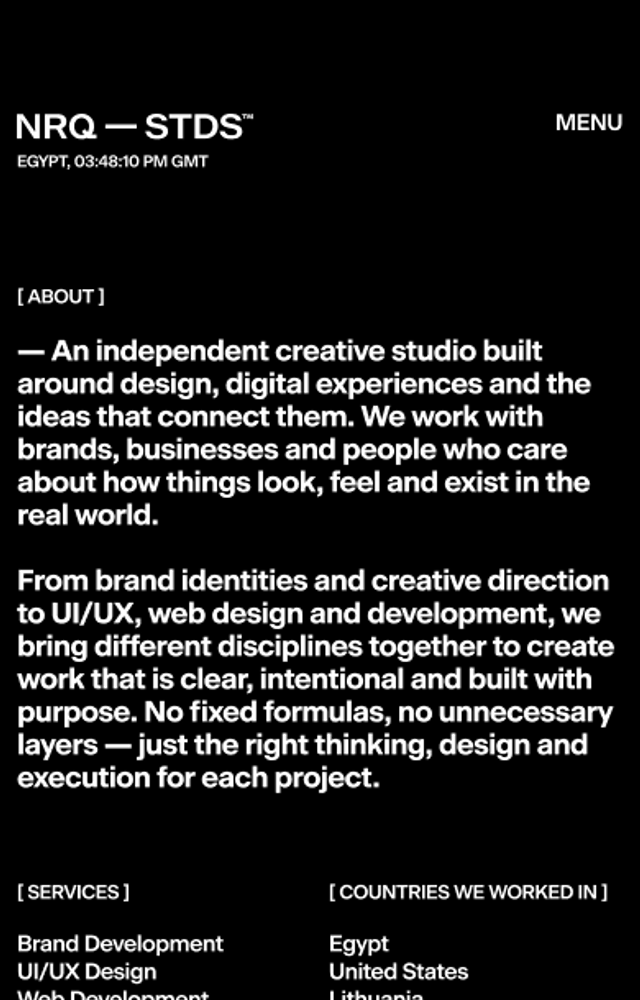 NRQ — STDS™
MENU
EGYPT, 03:48:10 PM GMT
[ ABOUT ]
— An independent creative studio built
around design, digital experiences and the
ideas that connect them. We work with
brands, businesses and people who care
about how things look, feel and exist in the
real world.
From brand identities and creative direction
to UI/UX, web design and development, we
bring different disciplines together to create
work that is clear, intentional and built with
purpose. No fixed formulas, no unnecessary
layers — just the right thinking, design and
execution for each project.
[ SERVICES ]
Brand Development
UI/UX Design
Web Development
[ COUNTRIES WE WORKED IN ]
Egypt
United States
Lithuania